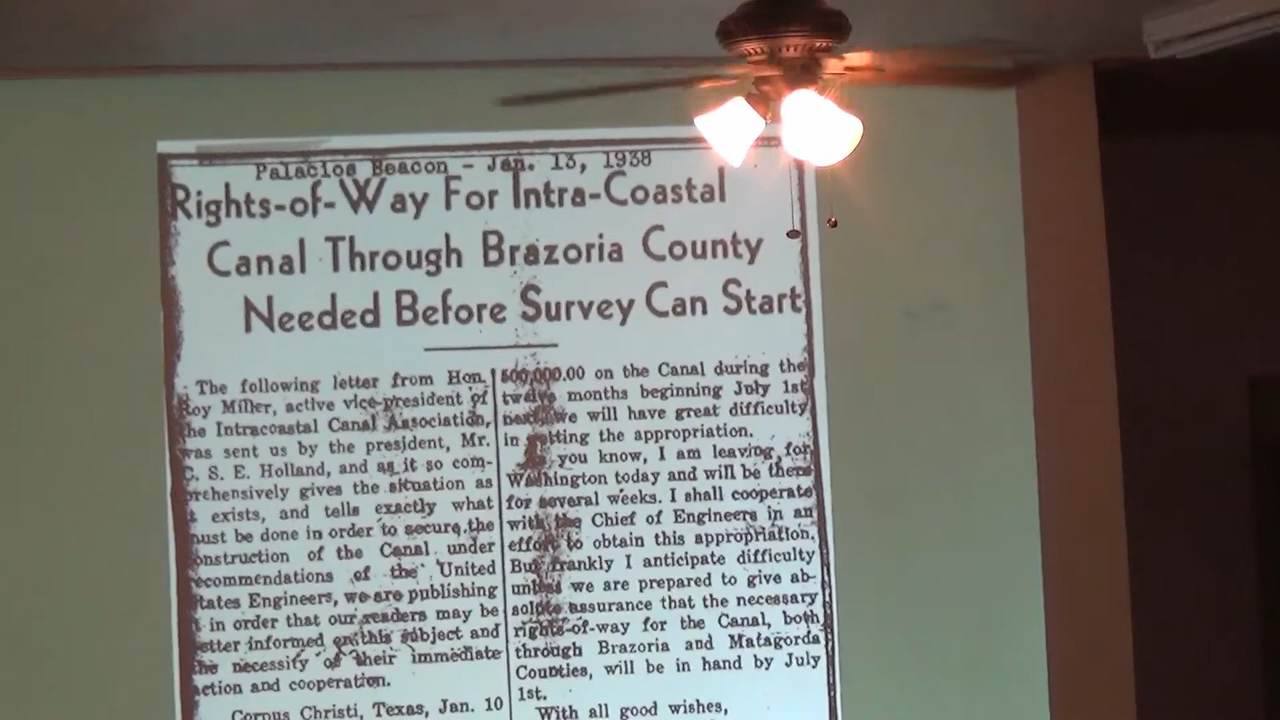 Palacios Beacon - Jan. 13, 1938
Rights-of-Way For Intra-Coastal
Canal Through Brazoria County
Needed Before Survey Can Start
The following letter from Hon.
Roy Miller, active vice-president of
the Intracoastal Canal Association,
was sent us by the president, Mr.
C. S. E. Holland, and as it so com-
prehensively gives the situation as
exists, and tells exactly what
must be done in order to secure the
onstruction of the Canal under
ecommendations of the United
tates Engineers, we are publishing
in order that our readers may be
etter informed on this subject and
he necessity of their immediate
action and cooperation.
Corpus Christi, Texas, Jan. 10
500,000.00 on the Canal during the
twelve months beginning July 1st
next, we will have great difficulty
in getting the appropriation.
As you know, I am leaving for
Washington today and will be there
for several weeks. I shall cooperate
with the Chief of Engineers in an
effort to obtain this appropriation.
But frankly I anticipate difficulty
unless we are prepared to give ab-
solute assurance that the necessary
rights-of-way for the Canal, both
through Brazoria and Matagorda
Counties, will be in hand by July
1st.
With all good wishes,